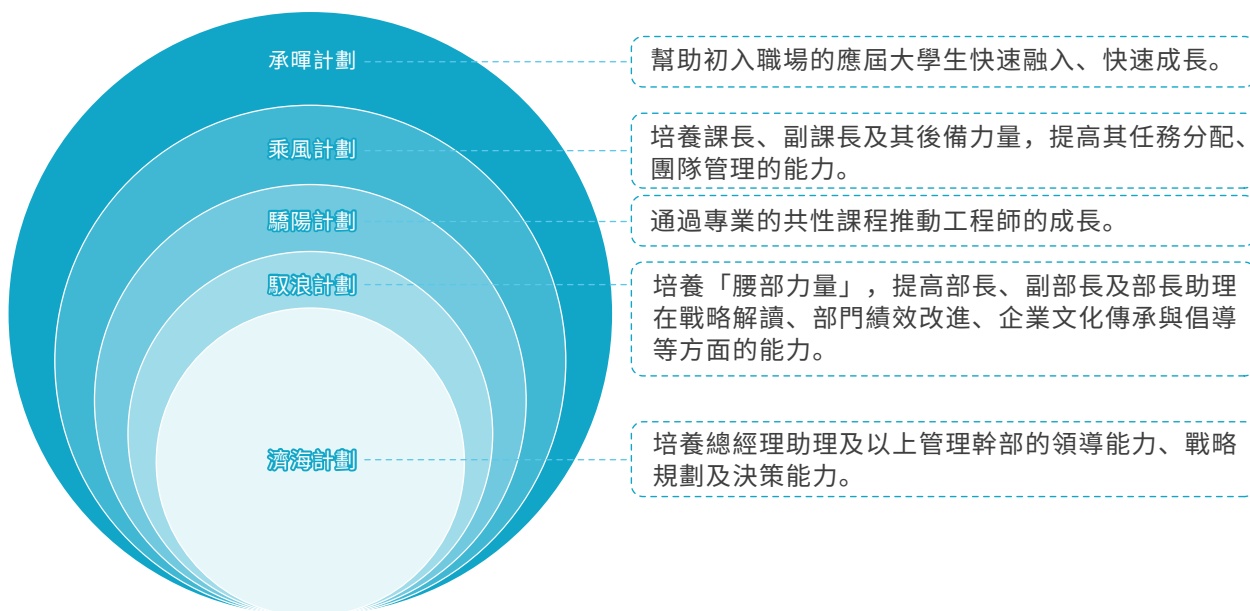 承暉計劃
幫助初入職場的應屆大學生快速融入、快速成長。
乘風計劃
培養課長、副課長及其後備力量，提高其任務分配、
團隊管理的能力。
驕陽計劃
通過專業的共性課程推動工程師的成長。
馭浪計劃
培養「腰部力量」，提高部長、副部長及部長助理
在戰略解讀、部門績效改進、企業文化傳承與倡導
等方面的能力。
濟海計劃
培養總經理助理及以上管理幹部的領導能力、戰略
規劃及決策能力。